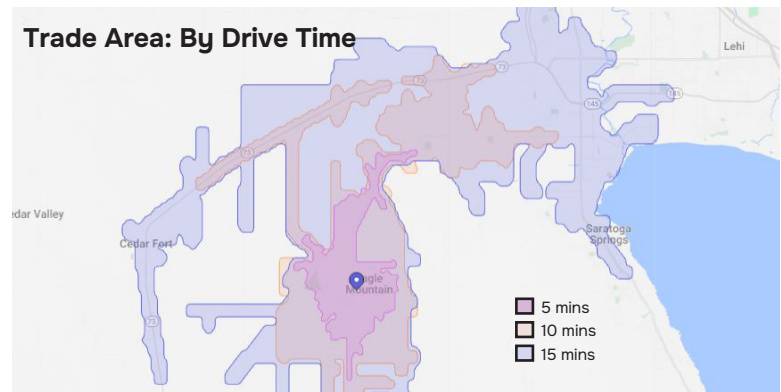 Trade Area: By Drive Time
Lehi
73
73
145
145
73
edar Valley
Cedar Fort
Saratoga
Springs
agle
Mountain
73
5 mins
10 mins
15 mins